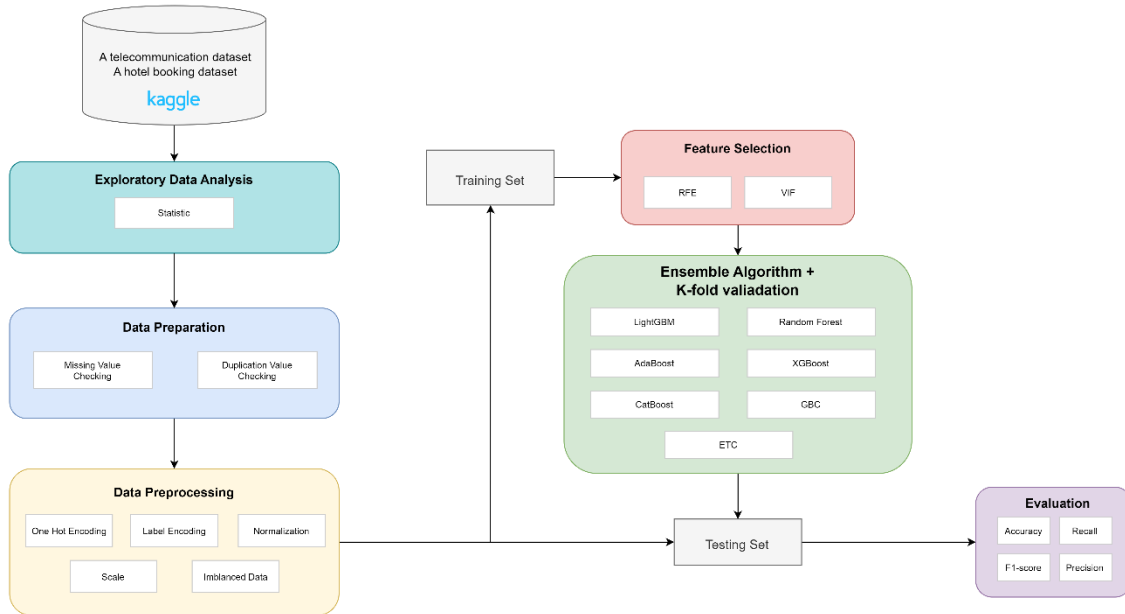 A telecommunication dataset
A hotel booking dataset
kaggle
Exploratory Data Analysis
Statistic
Data Preparation
Missing Value
Checking
Duplication Value
Checking
Data Preprocessing
One Hot Encoding
Label Encoding
Normalization
Scale
Imblanced Data
Training Set
Feature Selection
RFE
VIF
Ensemble Algorithm +
K-fold valiadation
LightGBM
Random Forest
AdaBoost
XGBoost
CatBoost
GBC
ETC
Testing Set
Evaluation
Accuracy
Recall
F1-score
Precision